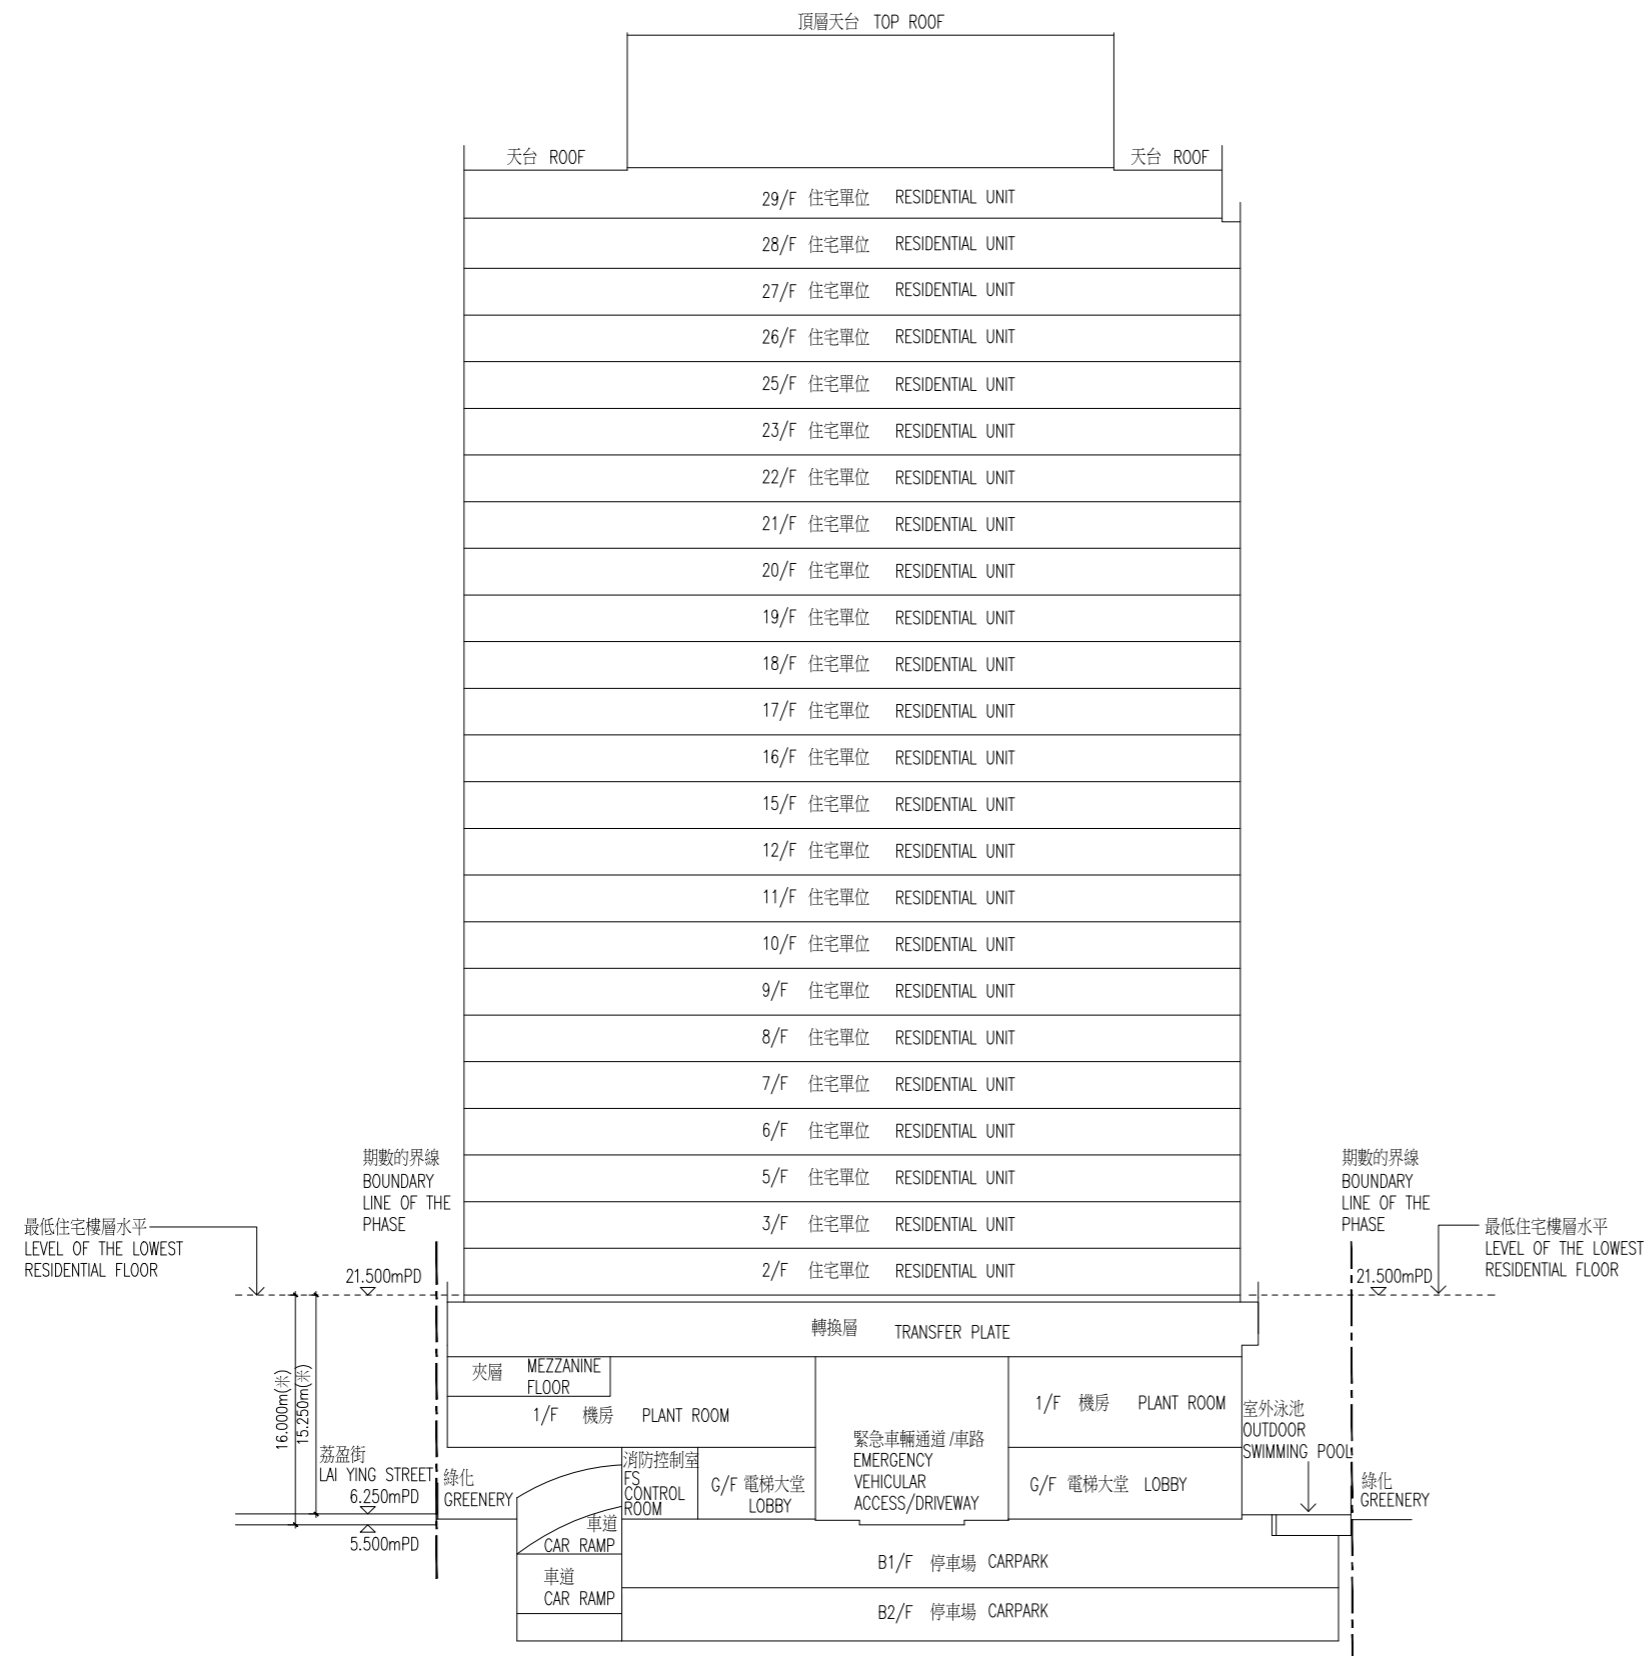 頂層天台 TOP ROOF
天台 ROOF
天台 ROOF
29/F 住宅單位 RESIDENTIAL UNIT
28/F 住宅單位 RESIDENTIAL UNIT
27/F 住宅單位 RESIDENTIAL UNIT
26/F 住宅單位 RESIDENTIAL UNIT
25/F 住宅單位 RESIDENTIAL UNIT
23/F 住宅單位 RESIDENTIAL UNIT
22/F 住宅單位 RESIDENTIAL UNIT
21/F 住宅單位 RESIDENTIAL UNIT
20/F 住宅單位 RESIDENTIAL UNIT
19/F 住宅單位 RESIDENTIAL UNIT
18/F 住宅單位 RESIDENTIAL UNIT
17/F 住宅單位 RESIDENTIAL UNIT
16/F 住宅單位 RESIDENTIAL UNIT
15/F 住宅單位 RESIDENTIAL UNIT
12/F 住宅單位 RESIDENTIAL UNIT
11/F 住宅單位 RESIDENTIAL UNIT
10/F 住宅單位 RESIDENTIAL UNIT
9/F 住宅單位 RESIDENTIAL UNIT
8/F 住宅單位 RESIDENTIAL UNIT
7/F 住宅單位 RESIDENTIAL UNIT
6/F 住宅單位 RESIDENTIAL UNIT
5/F 住宅單位 RESIDENTIAL UNIT
3/F 住宅單位 RESIDENTIAL UNIT
2/F 住宅單位 RESIDENTIAL UNIT
期數的界線
BOUNDARY
LINE OF THE
PHASE
最低住宅樓層水平
LEVEL OF THE LOWEST
RESIDENTIAL FLOOR
21.500mPD
期數的界線
BOUNDARY
LINE OF THE
PHASE
最低住宅樓層水平
LEVEL OF THE LOWEST
RESIDENTIAL FLOOR
21.500mPD
轉換層 TRANSFER PLATE
夾層 MEZZANINE
FLOOR
1/F 機房 PLANT ROOM
1/F 機房 PLANT ROOM
16.000m(米)
15.250m(米)
荔盈街
LAI YING STREET
6.250mPD
5.500mPD
綠化
GREENERY
消防控制室
FS
CONTROL
ROOM
G/F 電梯大堂
LOBBY
緊急車輛通道/車路
EMERGENCY
VEHICULAR
ACCESS/DRIVEWAY
G/F 電梯大堂 LOBBY
室外泳池
OUTDOOR
SWIMMING POOL
綠化
GREENERY
車道
CAR RAMP
車道
CAR RAMP
B1/F 停車場 CARPARK
B2/F 停車場 CARPARK